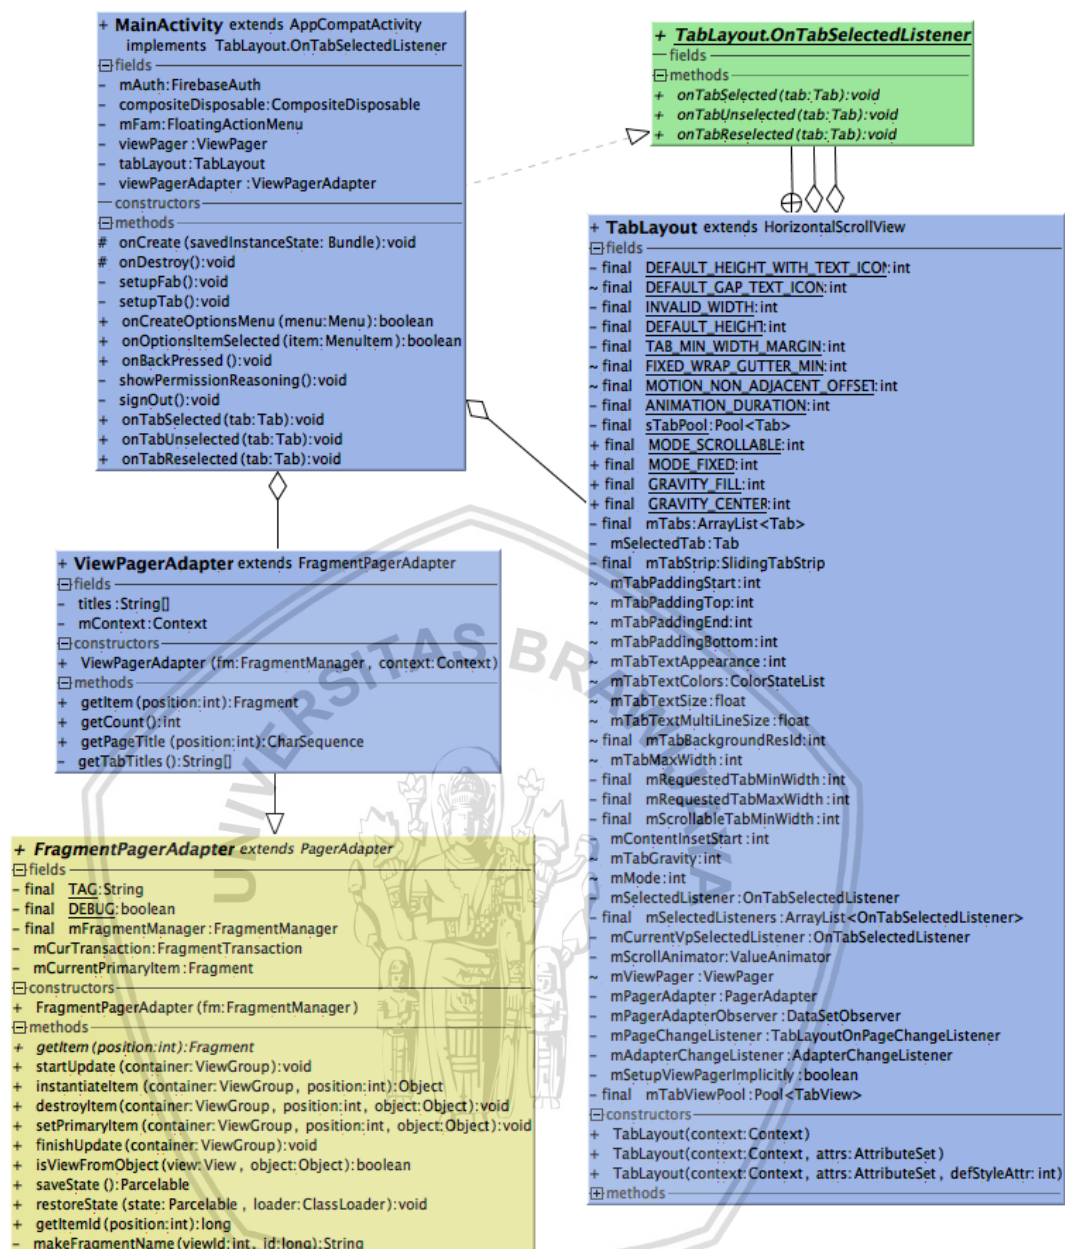 + MainActivity extends AppCompatActivity
implements TabLayout.OnTabSelectedListener
fields
- mAuth:FirebaseAuth
- compositeDisposable:CompositeDisposable
- mFam:FloatingActionMenu
- viewPager:ViewPager
- tabLayout:TabLayout
- viewPagerAdapter:ViewPagerAdapter
constructors
methods
# onCreate(savedInstanceState: Bundle):void
# onDestroy():void
- setupFab():void
- setupTab():void
+ onCreateOptionsMenu(menu:Menu):boolean
+ onOptionsItemSelected(item:MenuItem):boolean
+ onBackPressed():void
- showPermissionReasoning():void
- signOut():void
+ onTabSelected(tab:Tab):void
+ onTabUnselected(tab:Tab):void
+ onTabReselected(tab:Tab):void
+ TabLayout.OnTabSelectedListener
fields
methods
+ onTabSelected(tab:Tab):void
+ onTabUnselected(tab:Tab):void
+ onTabReselected(tab:Tab):void
+ TabLayout extends HorizontalScrollView
fields
- final DEFAULT_HEIGHT_WITH_TEXT_ICON:int
~ final DEFAULT_GAP_TEXT_ICON:int
- final INVALID_WIDTH:int
- final DEFAULT_HEIGHT:int
- final TAB_MIN_WIDTH_MARGIN:int
~ final FIXED_WRAP_GUTTER_MIN:int
~ final MOTION_NON_ADJACENT_OFFSET:int
- final ANIMATION_DURATION:int
- final sTabPool:Pool<Tab>
+ final MODE_SCROLLABLE:int
+ final MODE_FIXED:int
+ final GRAVITY_FILL:int
+ final GRAVITY_CENTER:int
- final mTabs:ArrayList<Tab>
- mSelectedTab:Tab
- final mTabStrip:SlidingTabStrip
~ mTabPaddingStart:int
~ mTabPaddingTop:int
~ mTabPaddingEnd:int
~ mTabPaddingBottom:int
~ mTabTextAppearance:int
~ mTabTextColors:ColorStateList
~ mTabTextSize:float
~ mTabTextMultiLineSize:float
~ final mTabBackgroundResId:int
~ mTabMaxWidth:int
- final mRequestedTabMinWidth:int
- final mRequestedTabMaxWidth:int
- final mScrollableTabMinWidth:int
- mContentInsetStart:int
~ mTabGravity:int
~ mMode:int
- mSelectedListener:OnTabSelectedListener
- final mSelectedListeners:ArrayList<OnTabSelectedListener>
- mCurrentVpSelectedListener:OnTabSelectedListener
- mScrollAnimator:ValueAnimator
~ mViewPager:ViewPager
- mPagerAdapter:PagerAdapter
- mPagerAdapterObserver:DataSetObserver
- mPageChangeListener:TabLayoutOnPageChangeListener
- mAdapterChangeListener:AdapterChangeListener
- mSetupViewPagerImplicitly:boolean
- final mTabViewPool:Pool<TabView>
constructors
+ TabLayout(context:Context)
+ TabLayout(context:Context, attrs:AttributeSet)
+ TabLayout(context:Context, attrs:AttributeSet, defStyleAttr:int)
methods
+ ViewPagerAdapter extends FragmentPagerAdapter
fields
- titles:String[]
- mContext:Context
constructors
+ ViewPagerAdapter(fm:FragmentManager, context:Context)
methods
+ getItem(position:int):Fragment
+ getCount():int
+ getPageTitle(position:int):CharSequence
- getTabTitles():String[]
+ FragmentPagerAdapter extends PagerAdapter
fields
- final TAG:String
- final DEBUG:boolean
- final mFragmentManager:FragmentManager
- mCurTransaction:FragmentTransaction
- mCurrentPrimaryItem:Fragment
constructors
+ FragmentPagerAdapter(fm:FragmentManager)
methods
+ getItem(position:int):Fragment
+ startUpdate(container:ViewGroup):void
+ instantiateItem(container:ViewGroup, position:int):Object
+ destroyItem(container:ViewGroup, position:int, object:Object):void
+ setPrimaryItem(container:ViewGroup, position:int, object:Object):void
+ finishUpdate(container:ViewGroup):void
+ isViewFromObject(view:View, object:Object):boolean
+ saveState():Parcelable
+ restoreState(state:Parcelable, loader:ClassLoader):void
+ getItemId(position:int):long
- makeFragmentName(viewId:int, id:long):String
UNIVERSITAS BRAWIJAYA